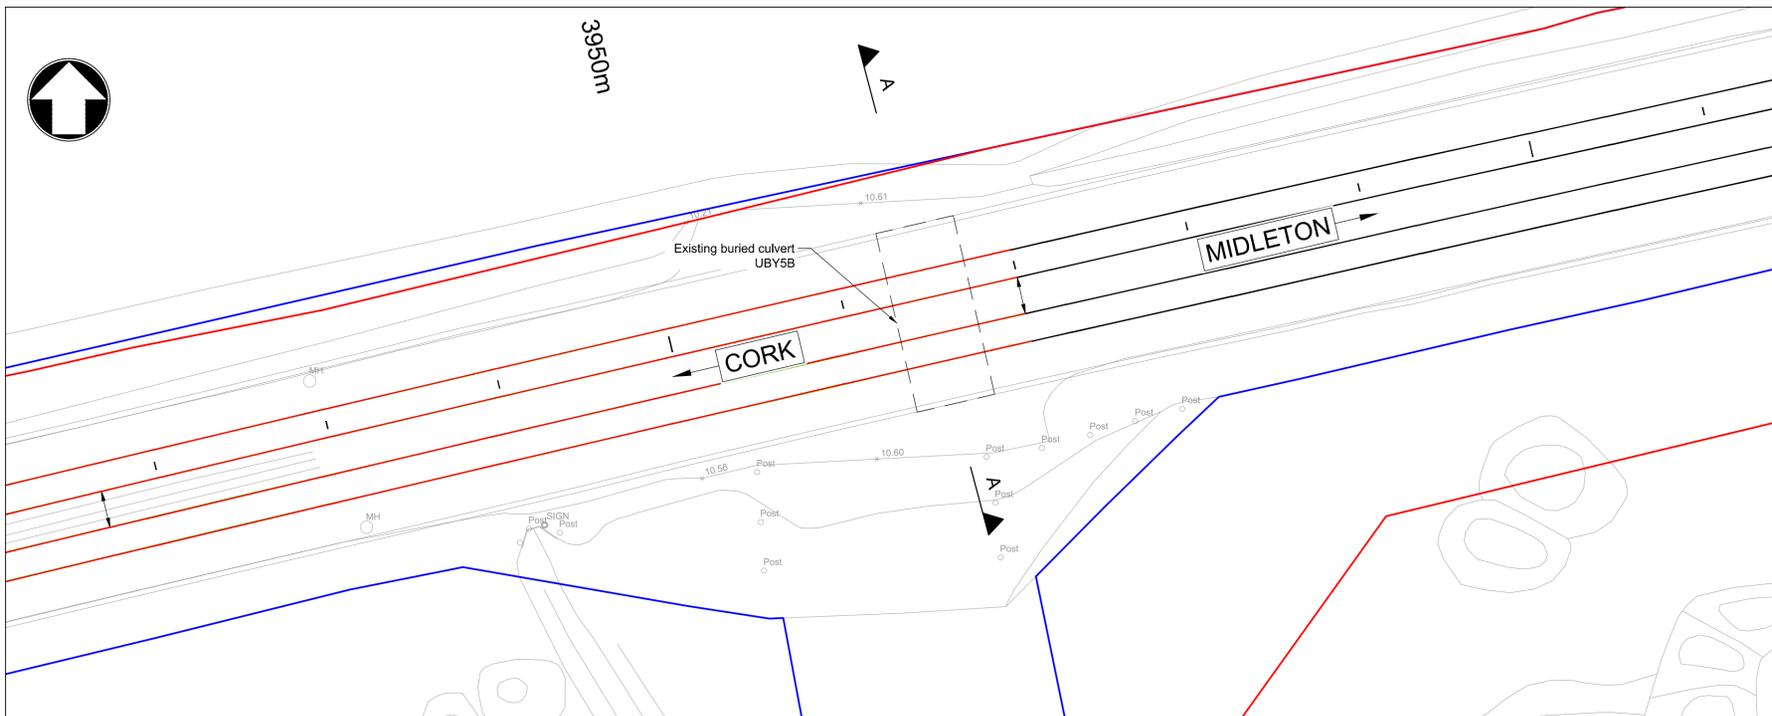 3950m
A
10.61
10.21
Existing buried culvert
UBY5B
MIDLETON
CORK
MH
Post
Post
Post
Post
Post
10.60
Post
10.56
A
Post
MH
Post
SIGN
Post
Post
Post
Post